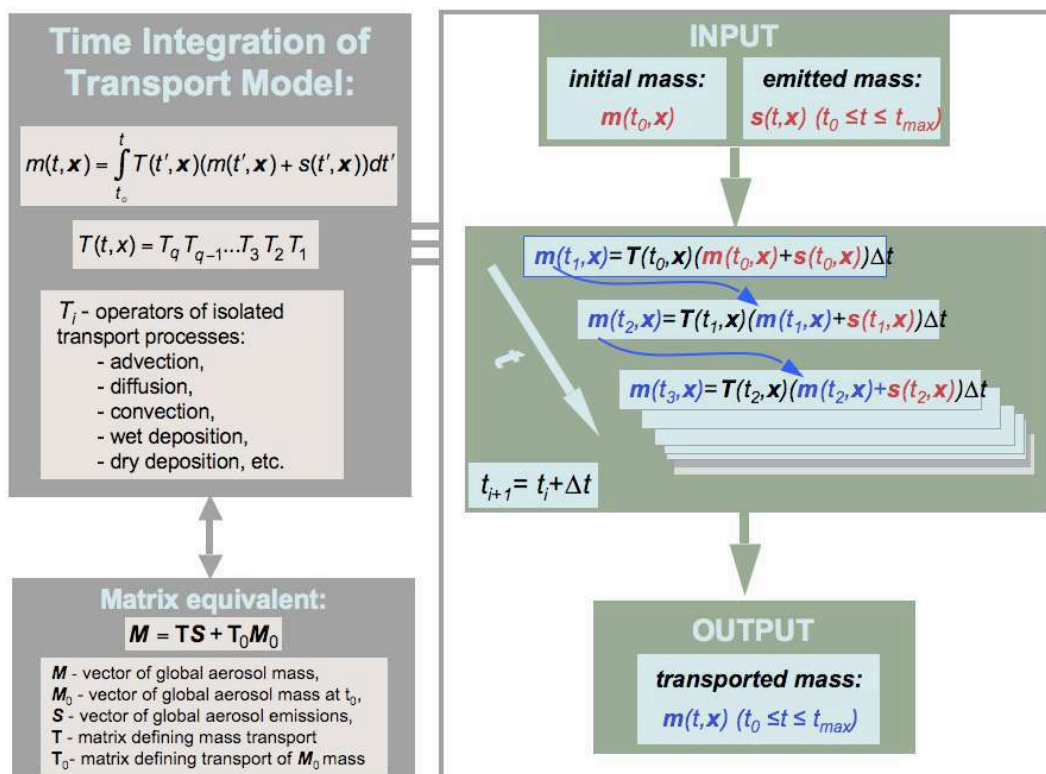 Time Integration of
Transport Model:
m(t,x) = ∫ₜₒᵗ T(t′,x)(m(t′,x) + s(t′,x))dt′
T(t,x) = T_q T_{q−1}...T₃ T₂ T₁
T_i - operators of isolated
transport processes:
- advection,
- diffusion,
- convection,
- wet deposition,
- dry deposition, etc.
Matrix equivalent:
M = TS + T₀M₀
M - vector of global aerosol mass,
M₀ - vector of global aerosol mass at t₀,
S - vector of global aerosol emissions,
T - matrix defining mass transport
T₀- matrix defining transport of M₀ mass
INPUT
initial mass:
m(t₀,x)
emitted mass:
s(t,x) (t₀ ≤t ≤ t_max)
m(t₁,x)=T(t₀,x)(m(t₀,x)+s(t₀,x))Δt
m(t₂,x)=T(t₁,x)(m(t₁,x)+s(t₁,x))Δt
m(t₃,x)=T(t₂,x)(m(t₂,x)+s(t₂,x))Δt
t
t_{i+1}= t_i+Δt
OUTPUT
transported mass:
m(t,x) (t₀ ≤t ≤ t_max)